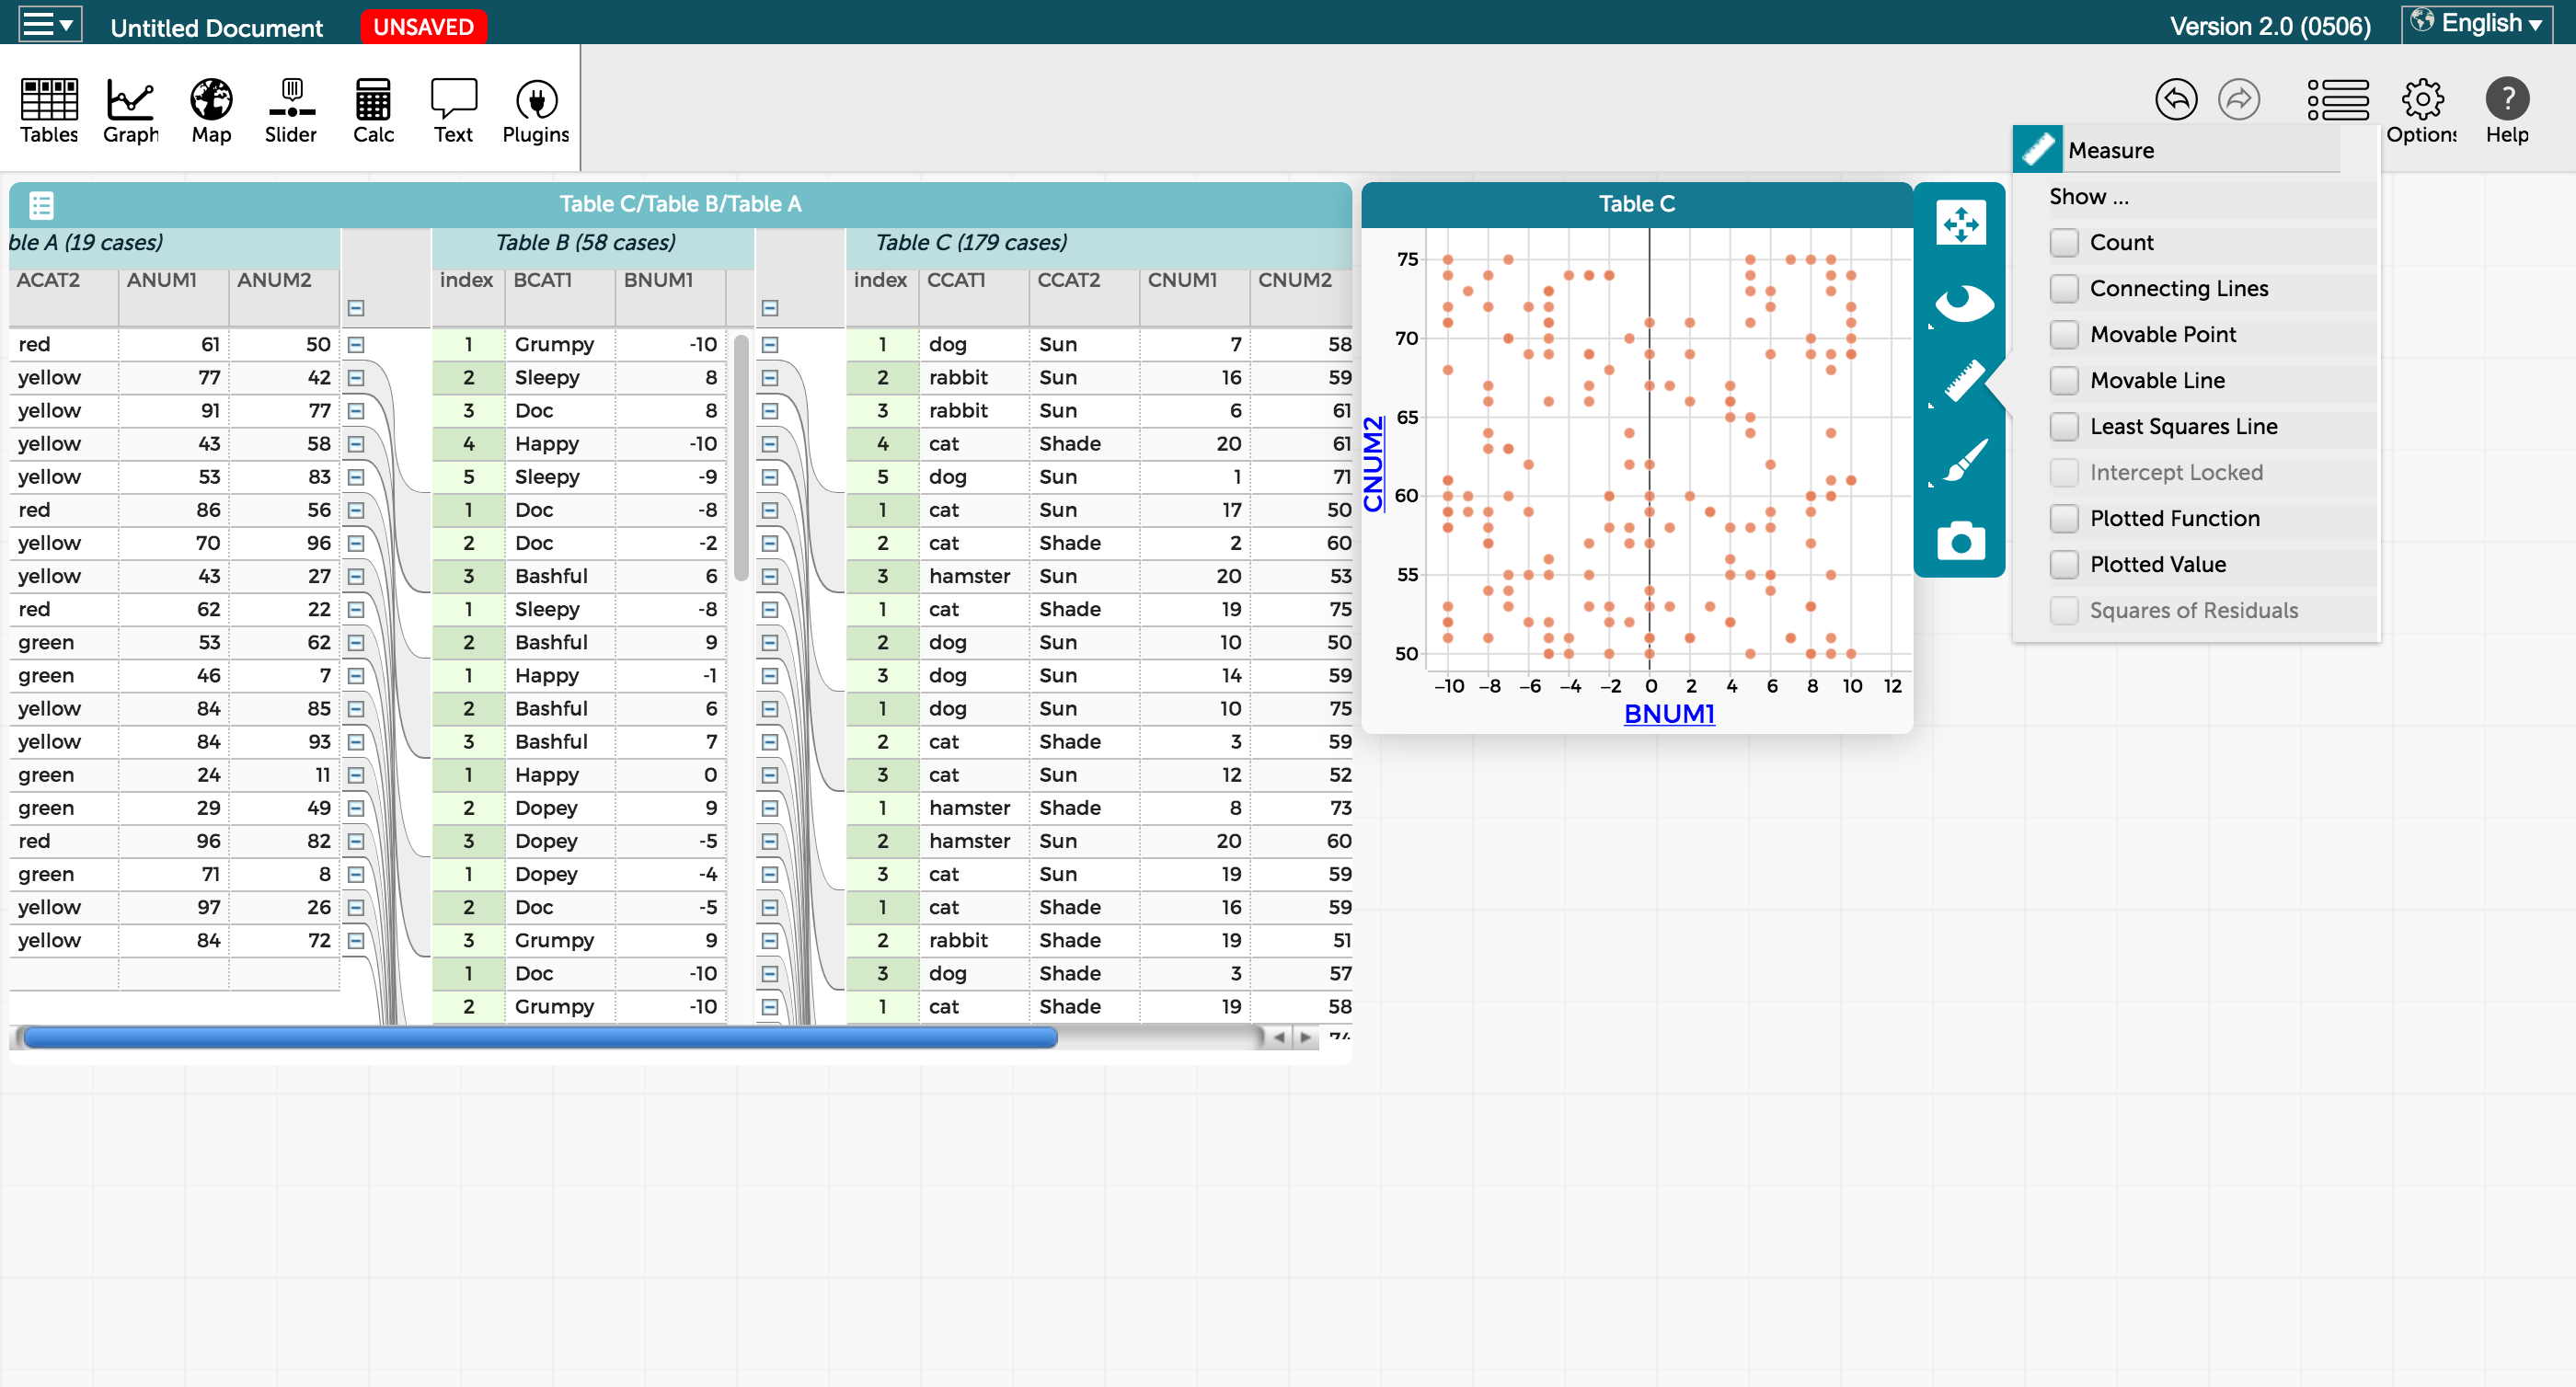 Untitled Document UNSAVED Version 2.0 (0506) English
Tables Graph Map Slider Calc Text Plugins Options Help
Table C/Table B/Table A
ble A (19 cases) Table B (58 cases) Table C (179 cases)
ACAT2 ANUM1 ANUM2 index BCAT1 BNUM1 index CCAT1 CCAT2 CNUM1 CNUM2
red 61 50 1 Grumpy -10 1 dog Sun 7 58
yellow 77 42 2 Sleepy 8 2 rabbit Sun 16 59
yellow 91 77 3 Doc 8 3 rabbit Sun 6 61
yellow 43 58 4 Happy -10 4 cat Shade 20 61
yellow 53 83 5 Sleepy -9 5 dog Sun 1 71
red 86 56 1 Doc -8 1 cat Sun 17 50
yellow 70 96 2 Doc -2 2 cat Shade 2 60
yellow 43 27 3 Bashful 6 3 hamster Sun 20 53
red 62 22 1 Sleepy -8 1 cat Shade 19 75
green 53 62 2 Bashful 9 2 dog Sun 10 50
green 46 7 1 Happy -1 3 dog Sun 14 59
yellow 84 85 2 Bashful 6 1 dog Sun 10 75
yellow 84 93 3 Bashful 7 2 cat Shade 3 59
green 24 11 1 Happy 0 3 cat Sun 12 52
green 29 49 2 Dopey 9 1 hamster Shade 8 73
red 96 82 3 Dopey -5 2 hamster Sun 20 60
green 71 8 1 Dopey -4 3 cat Sun 19 59
yellow 97 26 2 Doc -5 1 cat Shade 16 59
yellow 84 72 3 Grumpy 9 2 rabbit Shade 19 51
1 Doc -10 3 dog Shade 3 57
2 Grumpy -10 1 cat Shade 19 58
Table C
CNUM2
75
70
65
60
55
50
−10 −8 −6 −4 −2 0 2 4 6 8 10 12
BNUM1
Measure
Show ...
Count
Connecting Lines
Movable Point
Movable Line
Least Squares Line
Intercept Locked
Plotted Function
Plotted Value
Squares of Residuals